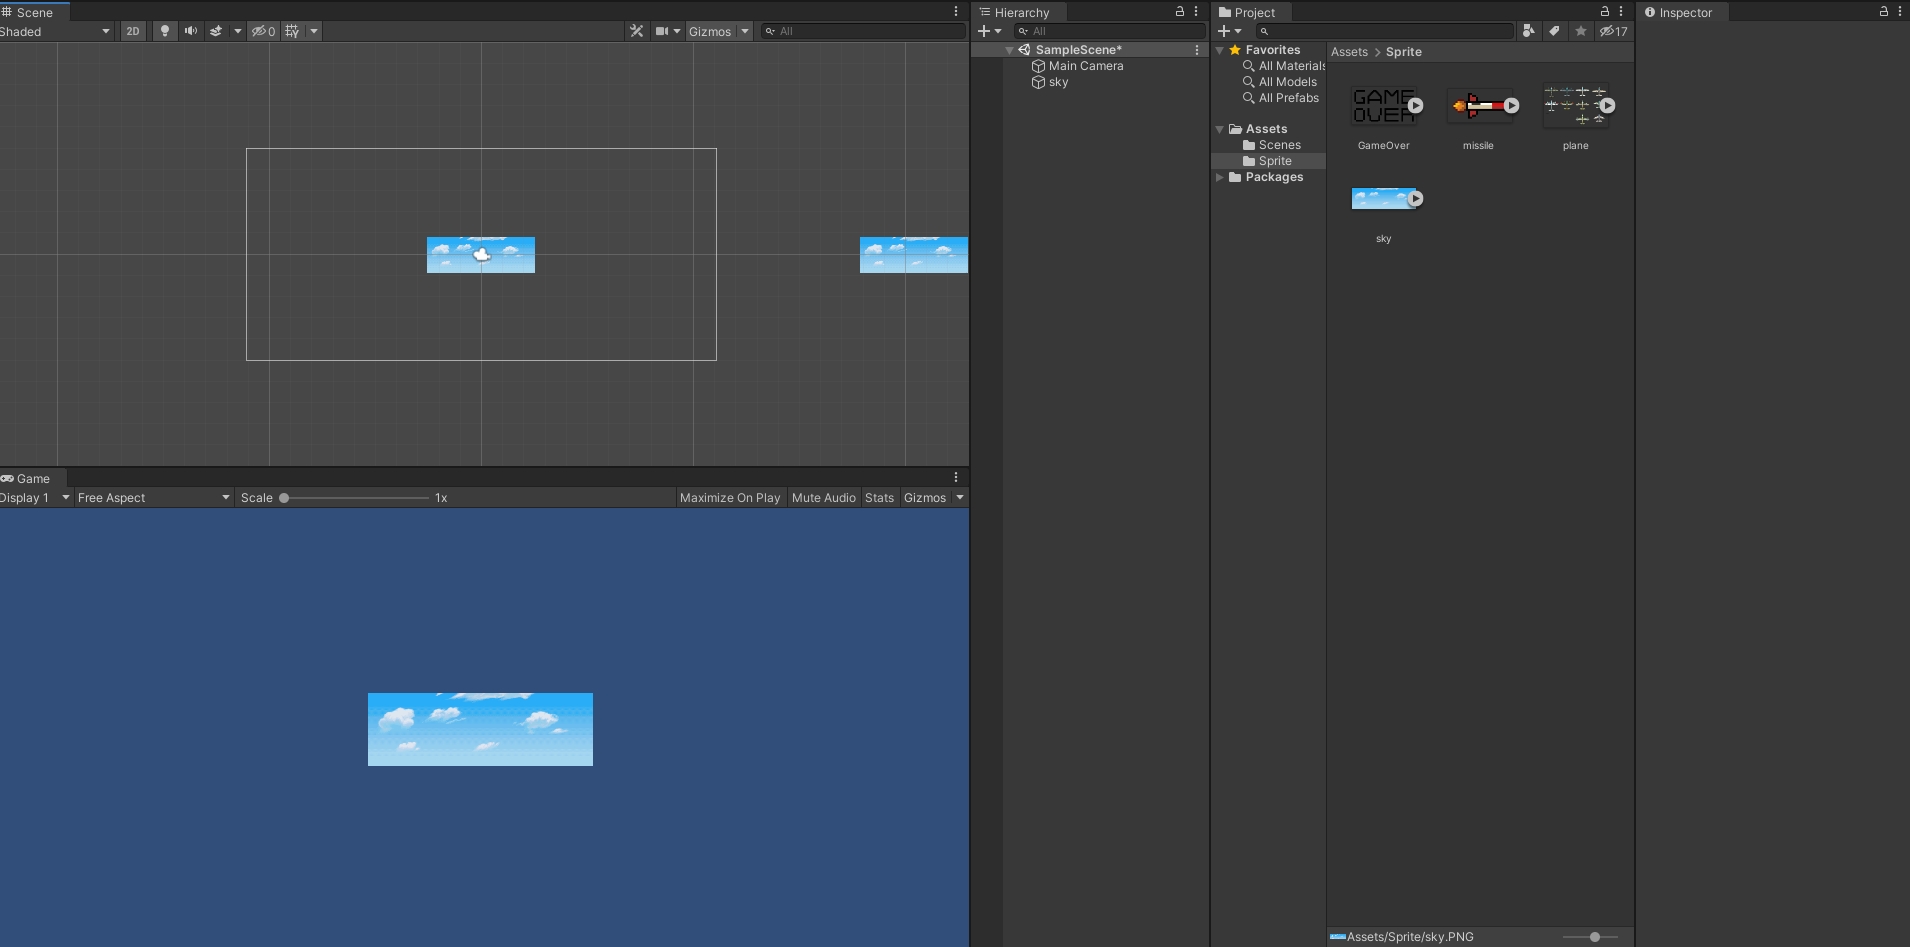 Scene
Shaded 2D 0 Gizmos All
Game
Display 1 Free Aspect Scale 1x Maximize On Play Mute Audio Stats Gizmos
Hierarchy
All
SampleScene*
Main Camera
sky
Project
17
Favorites
All Materials
All Models
All Prefabs
Assets
Scenes
Sprite
Packages
Assets > Sprite
GAME
OVER
GameOver missile plane
sky
Assets/Sprite/sky.PNG
Inspector